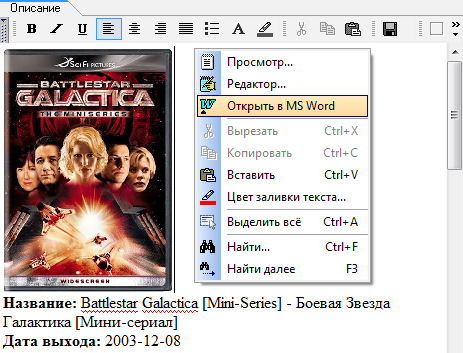 Описание
B I U
A
SCI FI PICTURES
BATTLESTAR
GALACTICA
THE MINISERIES
WIDESCREEN
Просмотр...
Редактор...
Открыть в MS Word
Вырезать Ctrl+X
Копировать Ctrl+C
Вставить Ctrl+V
Цвет заливки текста...
Выделить всё Ctrl+A
Найти... Ctrl+F
Найти далее F3
Название: Battlestar Galactica [Mini-Series] - Боевая Звезда
Галактика [Мини-сериал]
Дата выхода: 2003-12-08